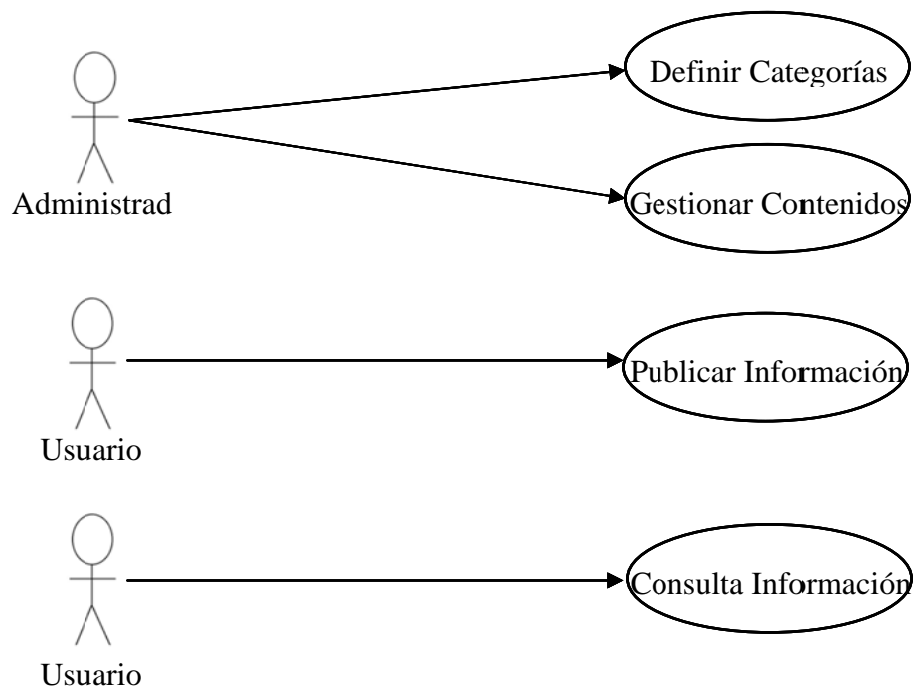 Definir Categorías
Administrad
Gestionar Contenidos
Publicar Información
Usuario
Consulta Información
Usuario